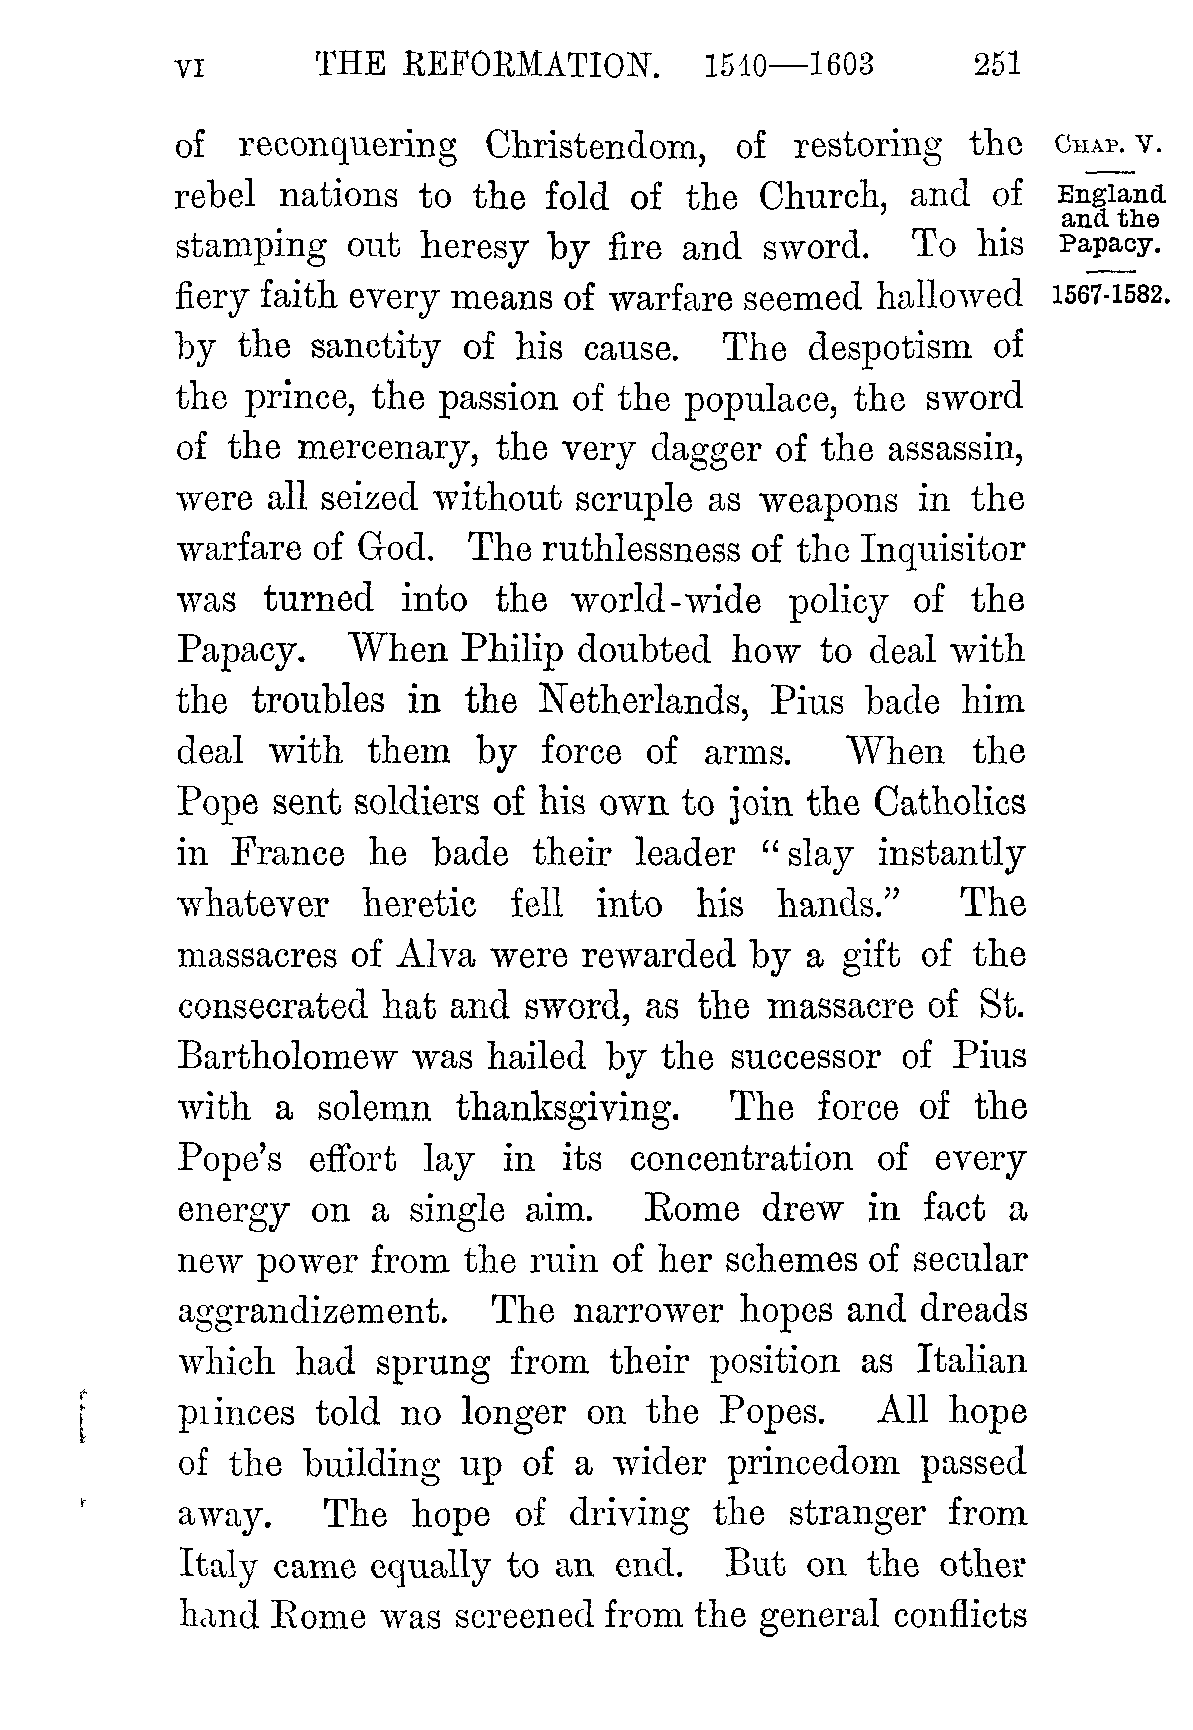 VI THE REFORMATION. 1540—1603 251
of reconquering Christendom, of restoring the
rebel nations to the fold of the Church, and of
stamping out heresy by fire and sword. To his
fiery faith every means of warfare seemed hallowed
by the sanctity of his cause. The despotism of
the prince, the passion of the populace, the sword
of the mercenary, the very dagger of the assassin,
were all seized without scruple as weapons in the
warfare of God. The ruthlessness of the Inquisitor
was turned into the world-wide policy of the
Papacy. When Philip doubted how to deal with
the troubles in the Netherlands, Pius bade him
deal with them by force of arms. When the
Pope sent soldiers of his own to join the Catholics
in France he bade their leader “slay instantly
whatever heretic fell into his hands.” The
massacres of Alva were rewarded by a gift of the
consecrated hat and sword, as the massacre of St.
Bartholomew was hailed by the successor of Pius
with a solemn thanksgiving. The force of the
Pope’s effort lay in its concentration of every
energy on a single aim. Rome drew in fact a
new power from the ruin of her schemes of secular
aggrandizement. The narrower hopes and dreads
which had sprung from their position as Italian
princes told no longer on the Popes. All hope
of the building up of a wider princedom passed
away. The hope of driving the stranger from
Italy came equally to an end. But on the other
hand Rome was screened from the general conflicts
CHAP. V.
England
and the
Papacy.
1567-1582.